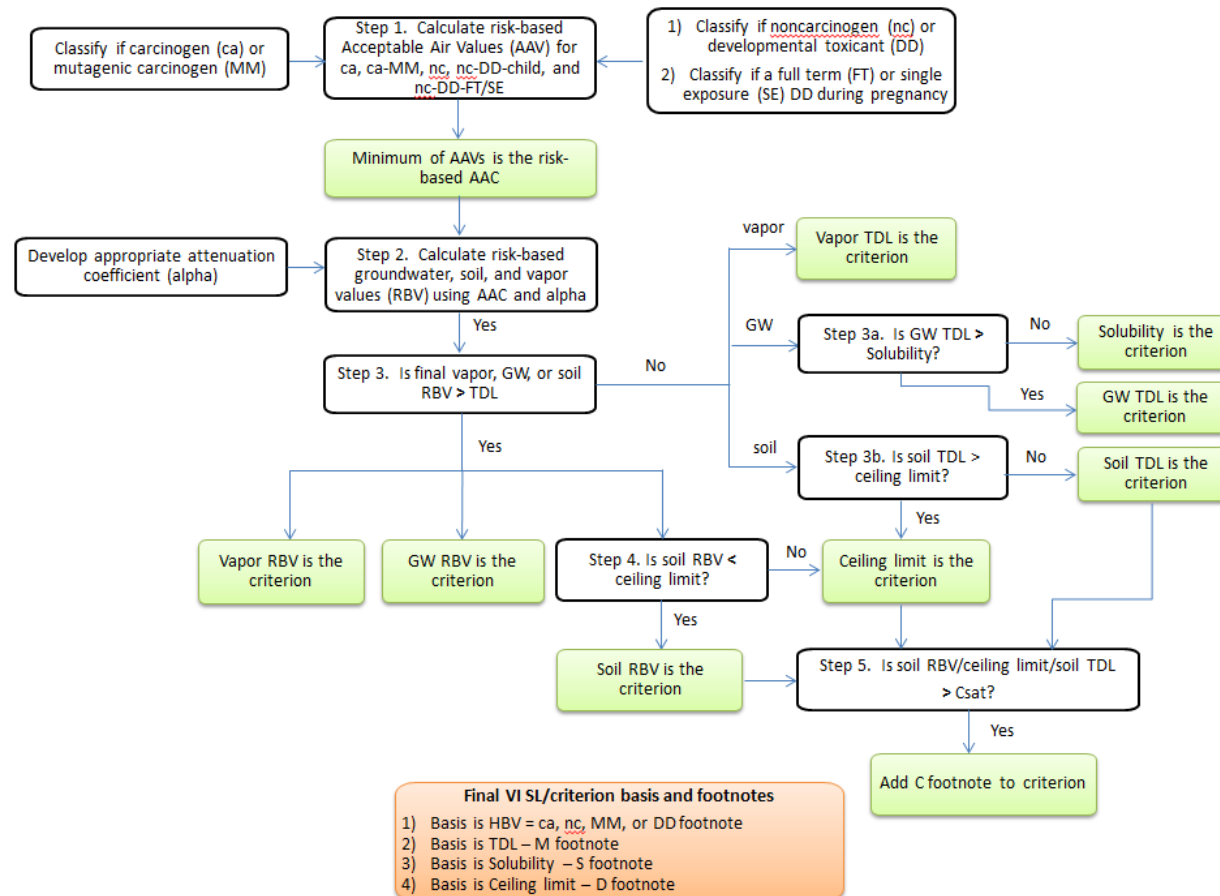 Classify if carcinogen (ca) or
mutagenic carcinogen (MM)
Step 1.  Calculate risk-based
Acceptable Air Values (AAV) for
ca, ca-MM, nc, nc-DD-child, and
nc-DD-FT/SE
1) Classify if noncarcinogen (nc) or
developmental toxicant (DD)
2) Classify if a full term (FT) or single
exposure (SE) DD during pregnancy
Minimum of AAVs is the risk-
based AAC
Develop appropriate attenuation
coefficient (alpha)
Step 2.  Calculate risk-based
groundwater, soil, and vapor
values (RBV) using AAC and alpha
Yes
Step 3.  Is final vapor, GW, or soil
RBV > TDL
No
vapor
Vapor TDL is the
criterion
GW
Step 3a. Is GW TDL >
Solubility?
No
Solubility is the
criterion
Yes
GW TDL is the
criterion
soil
Step 3b. Is soil TDL >
ceiling limit?
No
Soil TDL is the
criterion
Yes
Yes
Vapor RBV is the
criterion
GW RBV is the
criterion
Step 4. Is soil RBV <
ceiling limit?
No
Ceiling limit is the
criterion
Yes
Soil RBV is the
criterion
Step 5.  Is soil RBV/ceiling limit/soil TDL
> Csat?
Yes
Add C footnote to criterion
Final VI SL/criterion basis and footnotes
1) Basis is HBV = ca, nc, MM, or DD footnote
2) Basis is TDL – M footnote
3) Basis is Solubility – S footnote
4) Basis is Ceiling limit – D footnote